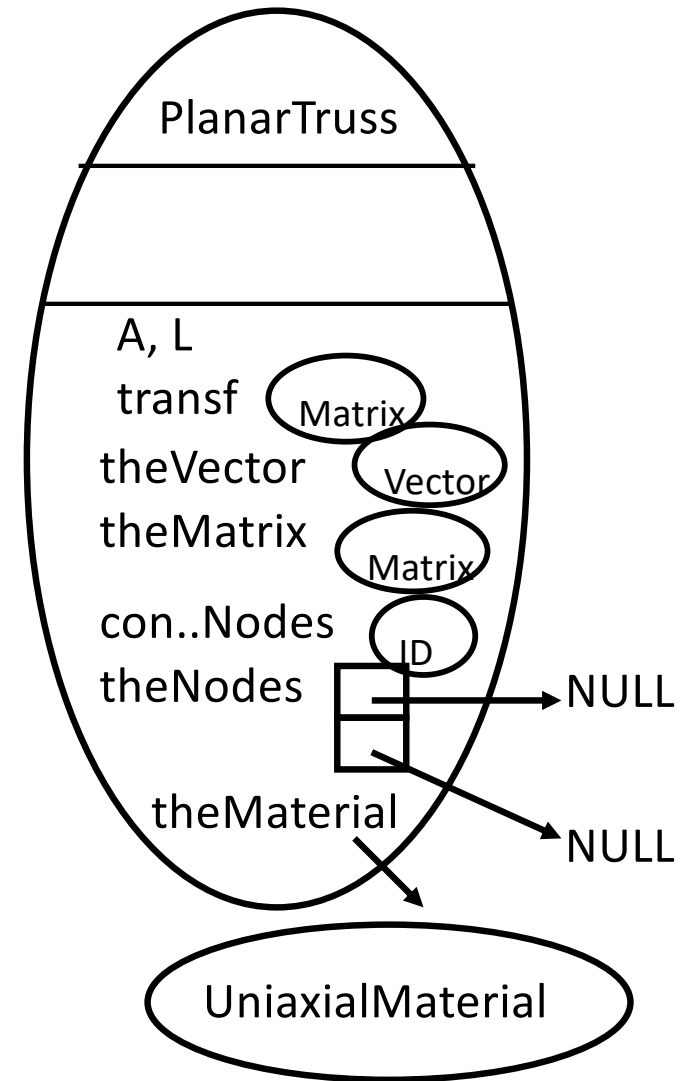 PlanarTruss
A, L
transf Matrix
theVector Vector
theMatrix Matrix
con..Nodes ID
theNodes NULL
theMaterial NULL
UniaxialMaterial